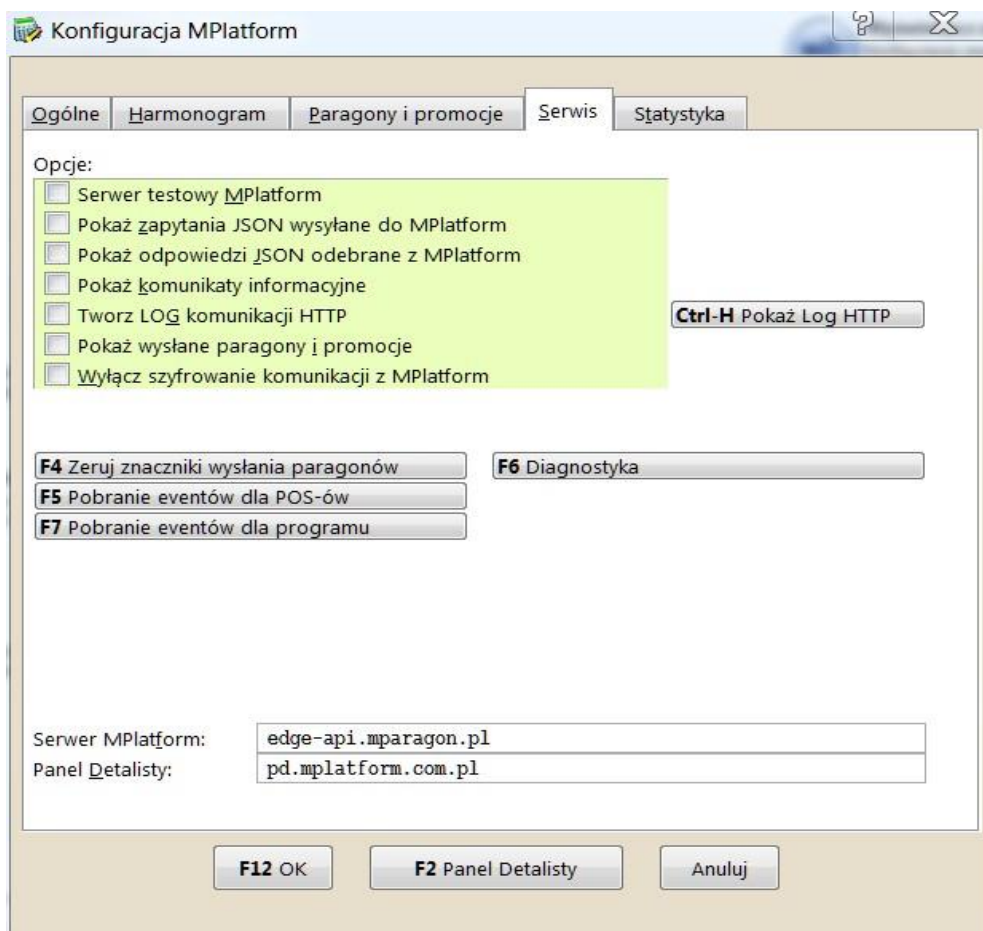 Konfiguracja MPlatform
Ogólne Harmonogram Paragony i promocje Serwis Statystyka
Opcje:
Serwer testowy MPlatform
Pokaż zapytania JSON wysyłane do MPlatform
Pokaż odpowiedzi JSON odebrane z MPlatform
Pokaż komunikaty informacyjne
Tworz LOG komunikacji HTTP
Ctrl-H Pokaż Log HTTP
Pokaż wysłane paragony i promocje
Wyłącz szyfrowanie komunikacji z MPlatform
F4 Zeruj znaczniki wysłania paragonów
F6 Diagnostyka
F5 Pobranie eventów dla POS-ów
F7 Pobranie eventów dla programu
Serwer MPlatform: edge-api.mparagon.pl
Panel Detalisty: pd.mplatform.com.pl
F12 OK F2 Panel Detalisty Anuluj